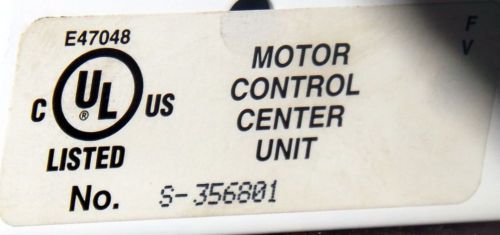 E47048
C UL ® US
LISTED
No. S-356801
MOTOR
CONTROL
CENTER
UNIT
F
V